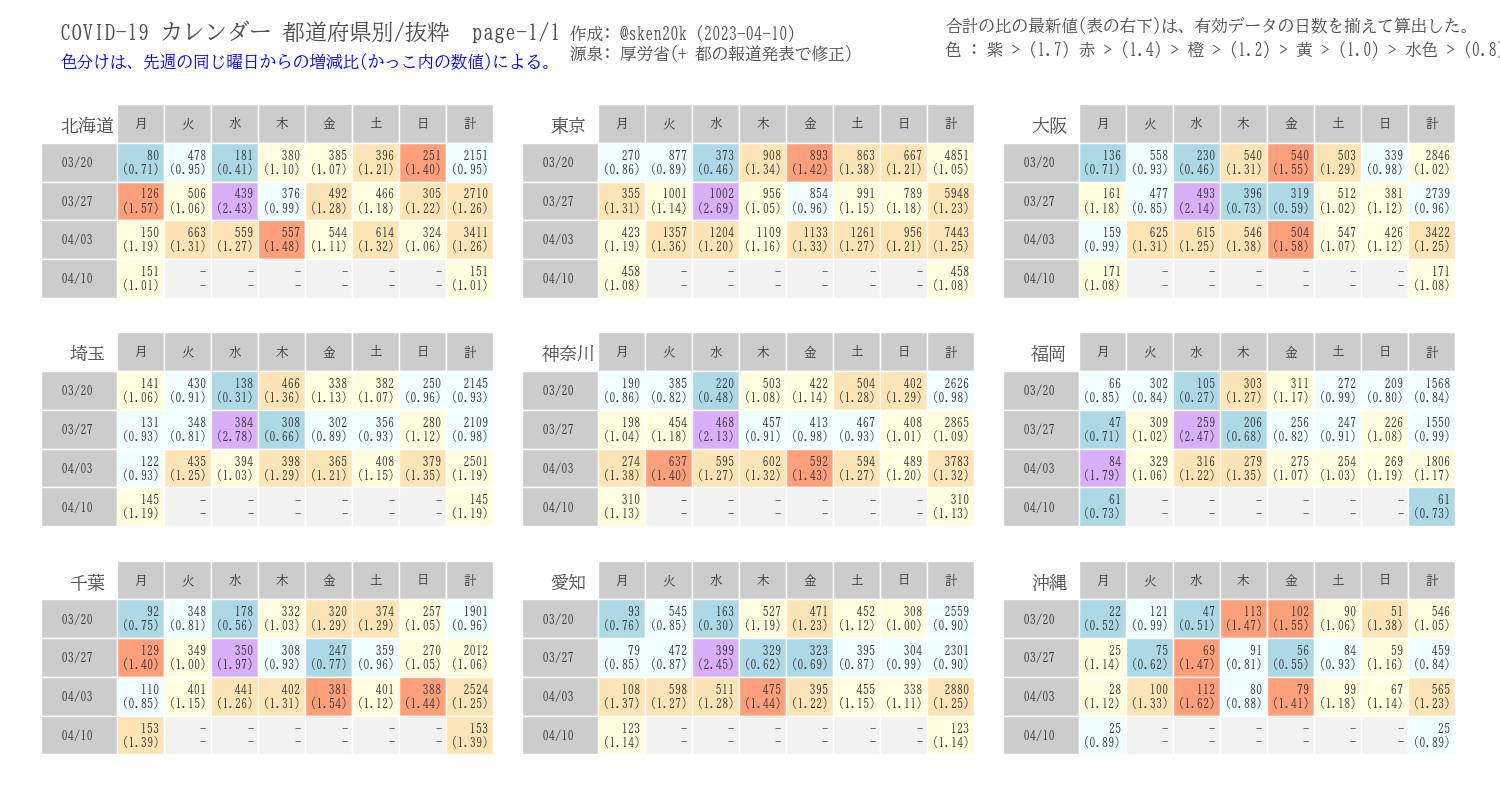 COVID-19 カレンダー 都道府県別/抜粋 page-1/1
色分けは、先週の同じ曜日からの増減比(かっこ内の数値)による。
作成: @sken20k (2023-04-10)
源泉: 厚労省(+ 都の報道発表で修正)
合計の比の最新値(表の右下)は、有効データの日数を揃えて算出した。
色 : 紫 > (1.7) 赤 > (1.4) > 橙 > (1.2) > 黄 > (1.0) > 水色 > (0.8)
北海道 月 火 水 木 金 土 日 計
03/20 80 478 181 380 385 396 251 2151
(0.71) (0.95) (0.41) (1.10) (1.07) (1.21) (1.40) (0.95)
03/27 126 506 439 376 492 466 305 2710
(1.57) (1.06) (2.43) (0.99) (1.28) (1.18) (1.22) (1.26)
04/03 150 663 559 557 544 614 324 3411
(1.19) (1.31) (1.27) (1.48) (1.11) (1.32) (1.06) (1.26)
04/10 151 – – – – – – 151
(1.01) – – – – – – (1.01)
東京 月 火 水 木 金 土 日 計
03/20 270 877 373 908 893 863 667 4851
(0.86) (0.89) (0.46) (1.34) (1.42) (1.38) (1.21) (1.05)
03/27 355 1001 1002 956 854 991 789 5948
(1.31) (1.14) (2.69) (1.05) (0.96) (1.15) (1.18) (1.23)
04/03 423 1357 1204 1109 1133 1261 956 7443
(1.19) (1.36) (1.20) (1.16) (1.33) (1.27) (1.21) (1.25)
04/10 458 – – – – – – 458
(1.08) – – – – – – (1.08)
大阪 月 火 水 木 金 土 日 計
03/20 136 558 230 540 540 503 339 2846
(0.71) (0.93) (0.46) (1.31) (1.55) (1.29) (0.98) (1.02)
03/27 161 477 493 396 319 512 381 2739
(1.18) (0.85) (2.14) (0.73) (0.59) (1.02) (1.12) (0.96)
04/03 159 625 615 546 504 547 426 3422
(0.99) (1.31) (1.25) (1.38) (1.58) (1.07) (1.12) (1.25)
04/10 171 – – – – – – 171
(1.08) – – – – – – (1.08)
埼玉 月 火 水 木 金 土 日 計
03/20 141 430 138 466 338 382 250 2145
(1.06) (0.91) (0.31) (1.36) (1.13) (1.07) (0.96) (0.93)
03/27 131 348 384 308 302 356 280 2109
(0.93) (0.81) (2.78) (0.66) (0.89) (0.93) (1.12) (0.98)
04/03 122 435 394 398 365 408 379 2501
(0.93) (1.25) (1.03) (1.29) (1.21) (1.15) (1.35) (1.19)
04/10 145 – – – – – – 145
(1.19) – – – – – – (1.19)
神奈川 月 火 水 木 金 土 日 計
03/20 190 385 220 503 422 504 402 2626
(0.86) (0.82) (0.48) (1.08) (1.14) (1.28) (1.29) (0.98)
03/27 198 454 468 457 413 467 408 2865
(1.04) (1.18) (2.13) (0.91) (0.98) (0.93) (1.01) (1.09)
04/03 274 637 595 602 592 594 489 3783
(1.38) (1.40) (1.27) (1.32) (1.43) (1.27) (1.20) (1.32)
04/10 310 – – – – – – 310
(1.13) – – – – – – (1.13)
福岡 月 火 水 木 金 土 日 計
03/20 66 302 105 303 311 272 209 1568
(0.85) (0.84) (0.27) (1.27) (1.17) (0.99) (0.80) (0.84)
03/27 47 309 259 206 256 247 226 1550
(0.71) (1.02) (2.47) (0.68) (0.82) (0.91) (1.08) (0.99)
04/03 84 329 316 279 275 254 269 1806
(1.79) (1.06) (1.22) (1.35) (1.07) (1.03) (1.19) (1.17)
04/10 61 – – – – – – 61
(0.73) – – – – – – (0.73)
千葉 月 火 水 木 金 土 日 計
03/20 92 348 178 332 320 374 257 1901
(0.75) (0.81) (0.56) (1.03) (1.29) (1.29) (1.05) (0.96)
03/27 129 349 350 308 247 359 270 2012
(1.40) (1.00) (1.97) (0.93) (0.77) (0.96) (1.05) (1.06)
04/03 110 401 441 402 381 401 388 2524
(0.85) (1.15) (1.26) (1.31) (1.54) (1.12) (1.44) (1.25)
04/10 153 – – – – – – 153
(1.39) – – – – – – (1.39)
愛知 月 火 水 木 金 土 日 計
03/20 93 545 163 527 471 452 308 2559
(0.76) (0.85) (0.30) (1.19) (1.23) (1.12) (1.00) (0.90)
03/27 79 472 399 329 323 395 304 2301
(0.85) (0.87) (2.45) (0.62) (0.69) (0.87) (0.99) (0.90)
04/03 108 598 511 475 395 455 338 2880
(1.37) (1.27) (1.28) (1.44) (1.22) (1.15) (1.11) (1.25)
04/10 123 – – – – – – 123
(1.14) – – – – – – (1.14)
沖縄 月 火 水 木 金 土 日 計
03/20 22 121 47 113 102 90 51 546
(0.52) (0.99) (0.51) (1.47) (1.55) (1.06) (1.38) (1.05)
03/27 25 75 69 91 56 84 59 459
(1.14) (0.62) (1.47) (0.81) (0.55) (0.93) (1.16) (0.84)
04/03 28 100 112 80 79 99 67 565
(1.12) (1.33) (1.62) (0.88) (1.41) (1.18) (1.14) (1.23)
04/10 25 – – – – – – 25
(0.89) – – – – – – (0.89)